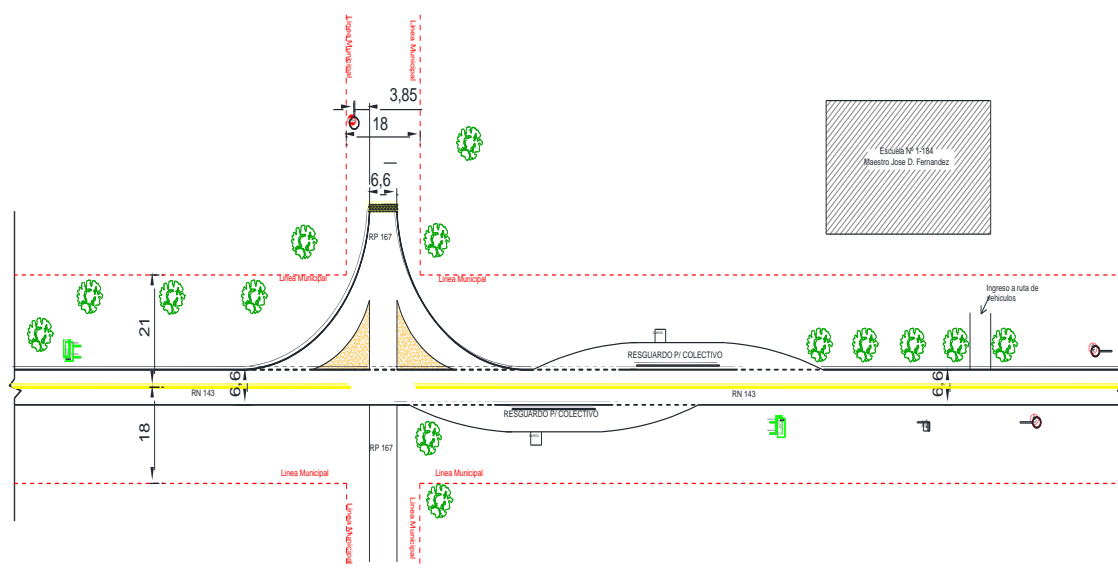 Linea Municipal
Linea Municipal
3,85
18
6,6
Escuela Nº 1-184
Maestro Jose D. Fernandez
RP 167
Linea Municipal
Linea Municipal
Ingreso a ruta de
vehiculos
21
RESGUARDO P/ COLECTIVO
6,6
6,6
RN 143
RN 143
RESGUARDO P/ COLECTIVO
18
RP 167
Linea Municipal
Linea Municipal
Linea Municipal
Linea Municipal